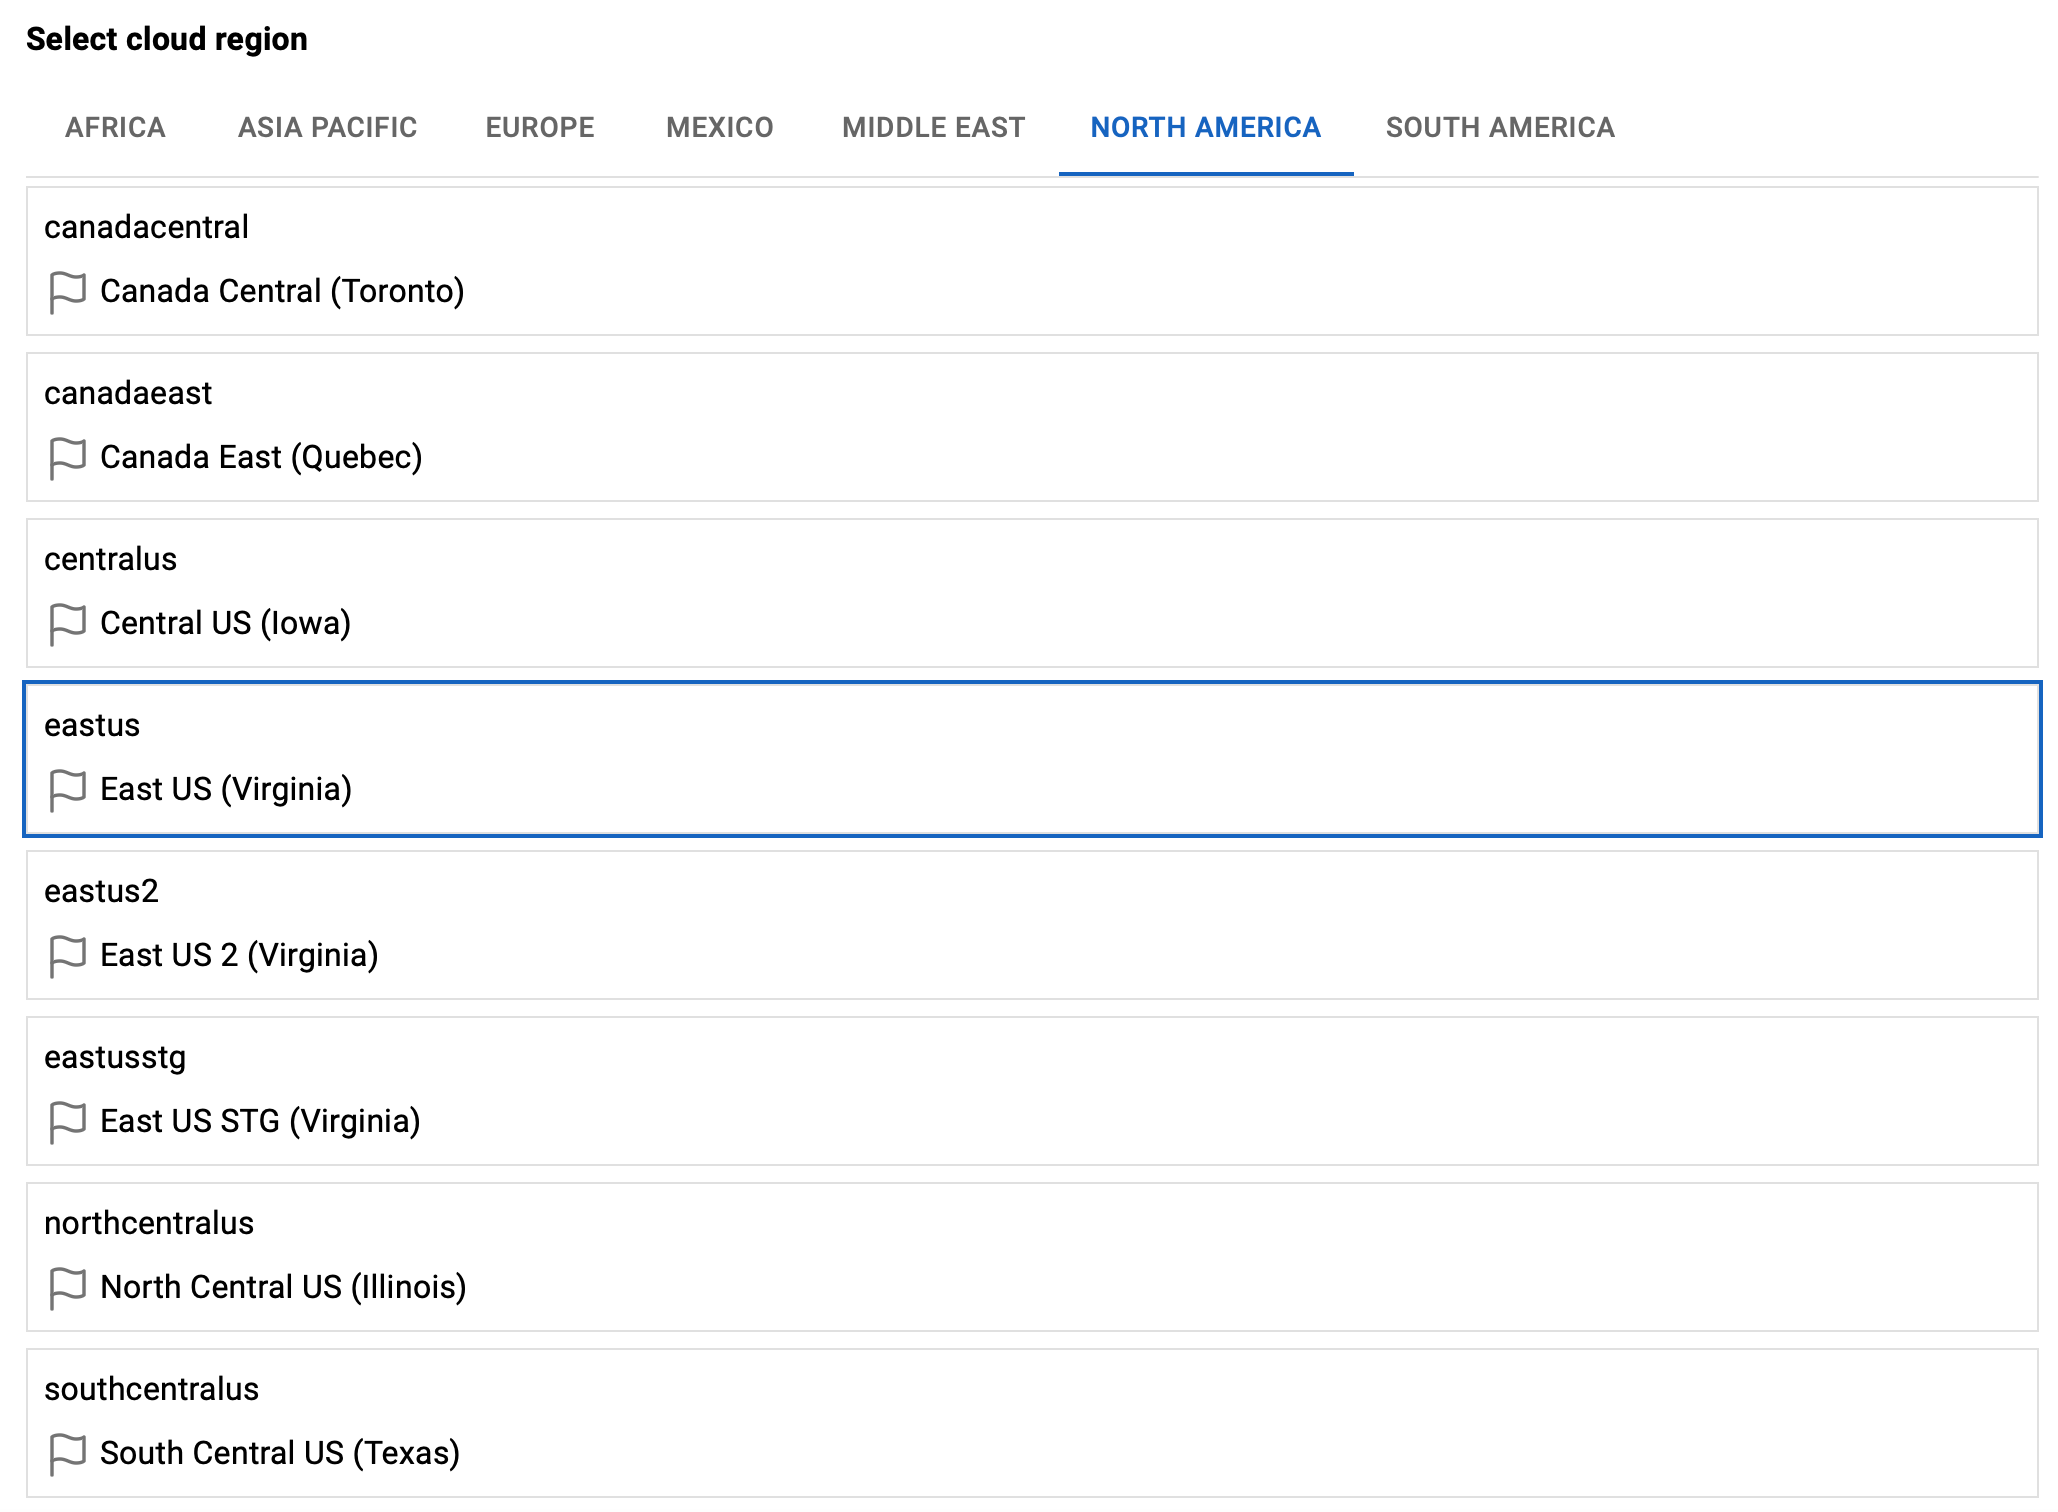 Select cloud region
AFRICA ASIA PACIFIC EUROPE MEXICO MIDDLE EAST NORTH AMERICA SOUTH AMERICA
canadacentral
Canada Central (Toronto)
canadaeast
Canada East (Quebec)
centralus
Central US (Iowa)
eastus
East US (Virginia)
eastus2
East US 2 (Virginia)
eastusstg
East US STG (Virginia)
northcentralus
North Central US (Illinois)
southcentralus
South Central US (Texas)